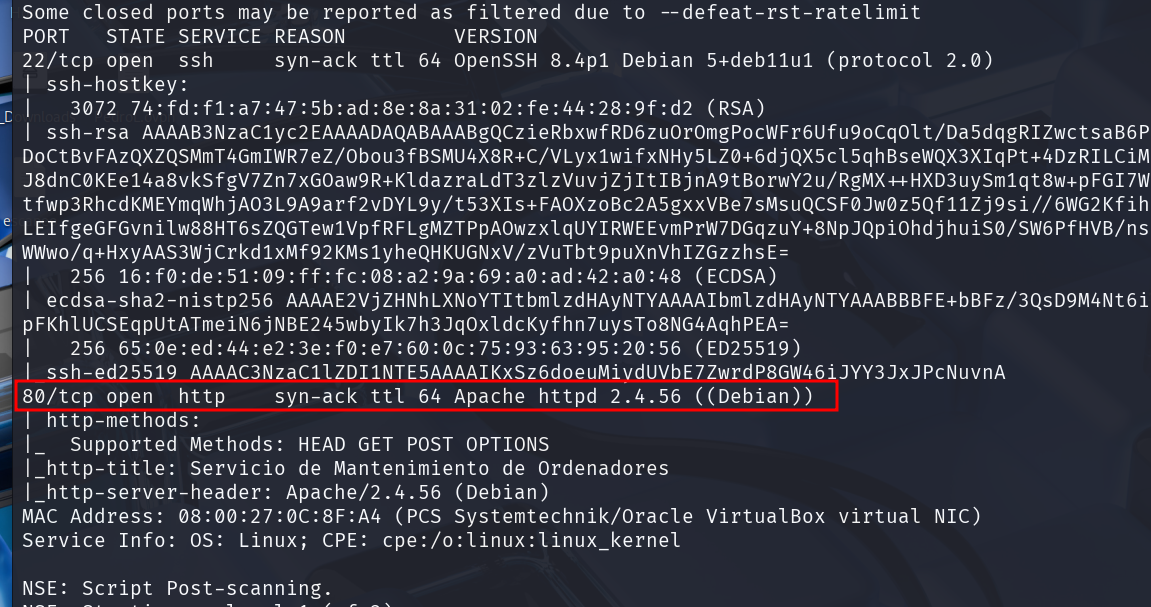 Some closed ports may be reported as filtered due to --defeat-rst-ratelimit
PORT   STATE SERVICE REASON         VERSION
22/tcp open  ssh     syn-ack ttl 64 OpenSSH 8.4p1 Debian 5+deb11u1 (protocol 2.0)
| ssh-hostkey:
|   3072 74:fd:f1:a7:47:5b:ad:8e:8a:31:02:fe:44:28:9f:d2 (RSA)
| ssh-rsa AAAAB3NzaC1yc2EAAAADAQABAAABgQCzieRbxwfRD6zuOrOmgPocWFr6Ufu9oCqOlt/Da5dqgRIZwctsaB6P
DoCtBvFAzQXZQSMmT4GmIWR7eZ/Obou3fBSMU4X8R+C/VLyx1wifxNHy5LZ0+6djQX5cl5qhBseWQX3XIqPt+4DzRILCiM
J8dnC0KEe14a8vkSfgV7Zn7xGOaw9R+KldazraLdT3zlzVuvjZjItIBjnA9tBorwY2u/RgMX++HXD3uySm1qt8w+pFGI7W
tfwp3RhcdKMEYmqWhjAO3L9A9arf2vDYL9y/t53XIs+FAOXzoBc2A5gxxVBe7sMsuQCSF0Jw0z5Qf11Zj9si//6WG2Kfih
LEIfgeGFGvnilw88HT6sZQGTew1VpfRFLgMZTPpAOwzxlqUYIRWEEvmPrW7DGqzuY+8NpJQpiOhdjhuiS0/SW6PfHVB/ns
WWwo/q+HxyAAS3WjCrkd1xMf92KMs1yheQHKUGNxV/zVuTbt9puXnVhIZGzzhsE=
|   256 16:f0:de:51:09:ff:fc:08:a2:9a:69:a0:ad:42:a0:48 (ECDSA)
| ecdsa-sha2-nistp256 AAAAE2VjZHNhLXNoYTItbmlzdHAyNTYAAAAIbmlzdHAyNTYAAABBBFE+bBFz/3QsD9M4Nt6i
pFKhlUCSEqpUtATmeiN6jNBE245wbyIk7h3JqOxldcKyfhn7uysTo8NG4AqhPEA=
|   256 65:0e:ed:44:e2:3e:f0:e7:60:0c:75:93:63:95:20:56 (ED25519)
|_ssh-ed25519 AAAAC3NzaC1lZDI1NTE5AAAAIKxSz6doeuMiydUVbE7ZwrdP8GW46iJYY3JxJPcNuvnA
80/tcp open  http    syn-ack ttl 64 Apache httpd 2.4.56 ((Debian))
| http-methods:
|_  Supported Methods: HEAD GET POST OPTIONS
|_http-title: Servicio de Mantenimiento de Ordenadores
|_http-server-header: Apache/2.4.56 (Debian)
MAC Address: 08:00:27:0C:8F:A4 (PCS Systemtechnik/Oracle VirtualBox virtual NIC)
Service Info: OS: Linux; CPE: cpe:/o:linux:linux_kernel
NSE: Script Post-scanning.